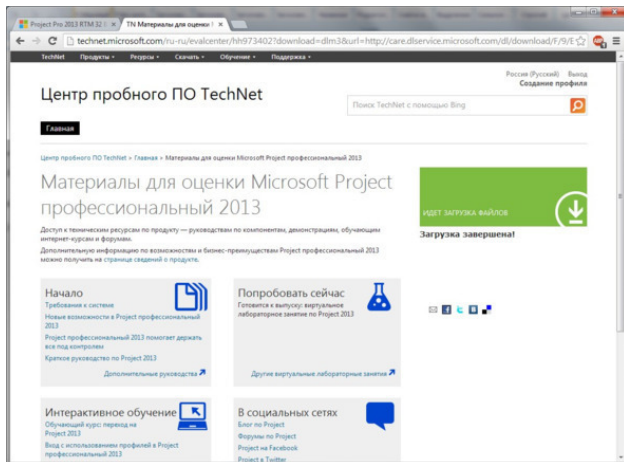 Project Pro 2013 RTM 32
TN Материалы для оценки
technet.microsoft.com/ru-ru/evalcenter/hh973402?download=dlm3&url=http://care.dlservice.microsoft.com/dl/download/F/9/E
TechNet Продукты Ресурсы Скачать Обучение Поддержка
Россия (Русский) Выход
Создание профиля
Центр пробного ПО TechNet
Поиск TechNet с помощью Bing
Главная
Центр пробного ПО TechNet > Главная > Материалы для оценки Microsoft Project профессиональный 2013
Материалы для оценки Microsoft Project
профессиональный 2013
ИДЕТ ЗАГРУЗКА ФАЙЛОВ
Загрузка завершена!
Доступ к техническим ресурсам по продукту — руководствам по компонентам, демонстрациям, обучающим
интернет-курсам и форумам.
Дополнительную информацию по возможностям и бизнес-преимуществам Project профессиональный 2013
можно получить на странице сведений о продукте.
Начало
Требования к системе
Новые возможности в Project профессиональный
2013
Project профессиональный 2013 помогает держать
все под контролем
Краткое руководство по Project 2013
Дополнительные руководства
Попробовать сейчас
Готовится к выпуску: виртуальное
лабораторное занятие по Project 2013
Другие виртуальные лабораторные занятия
Интерактивное обучение
Обучающий курс: переход на
Project 2013
Вход с использованием профилей в Project
профессиональный 2013
В социальных сетях
Блог по Project
Форумы по Project
Project на Facebook
Project в Twitter